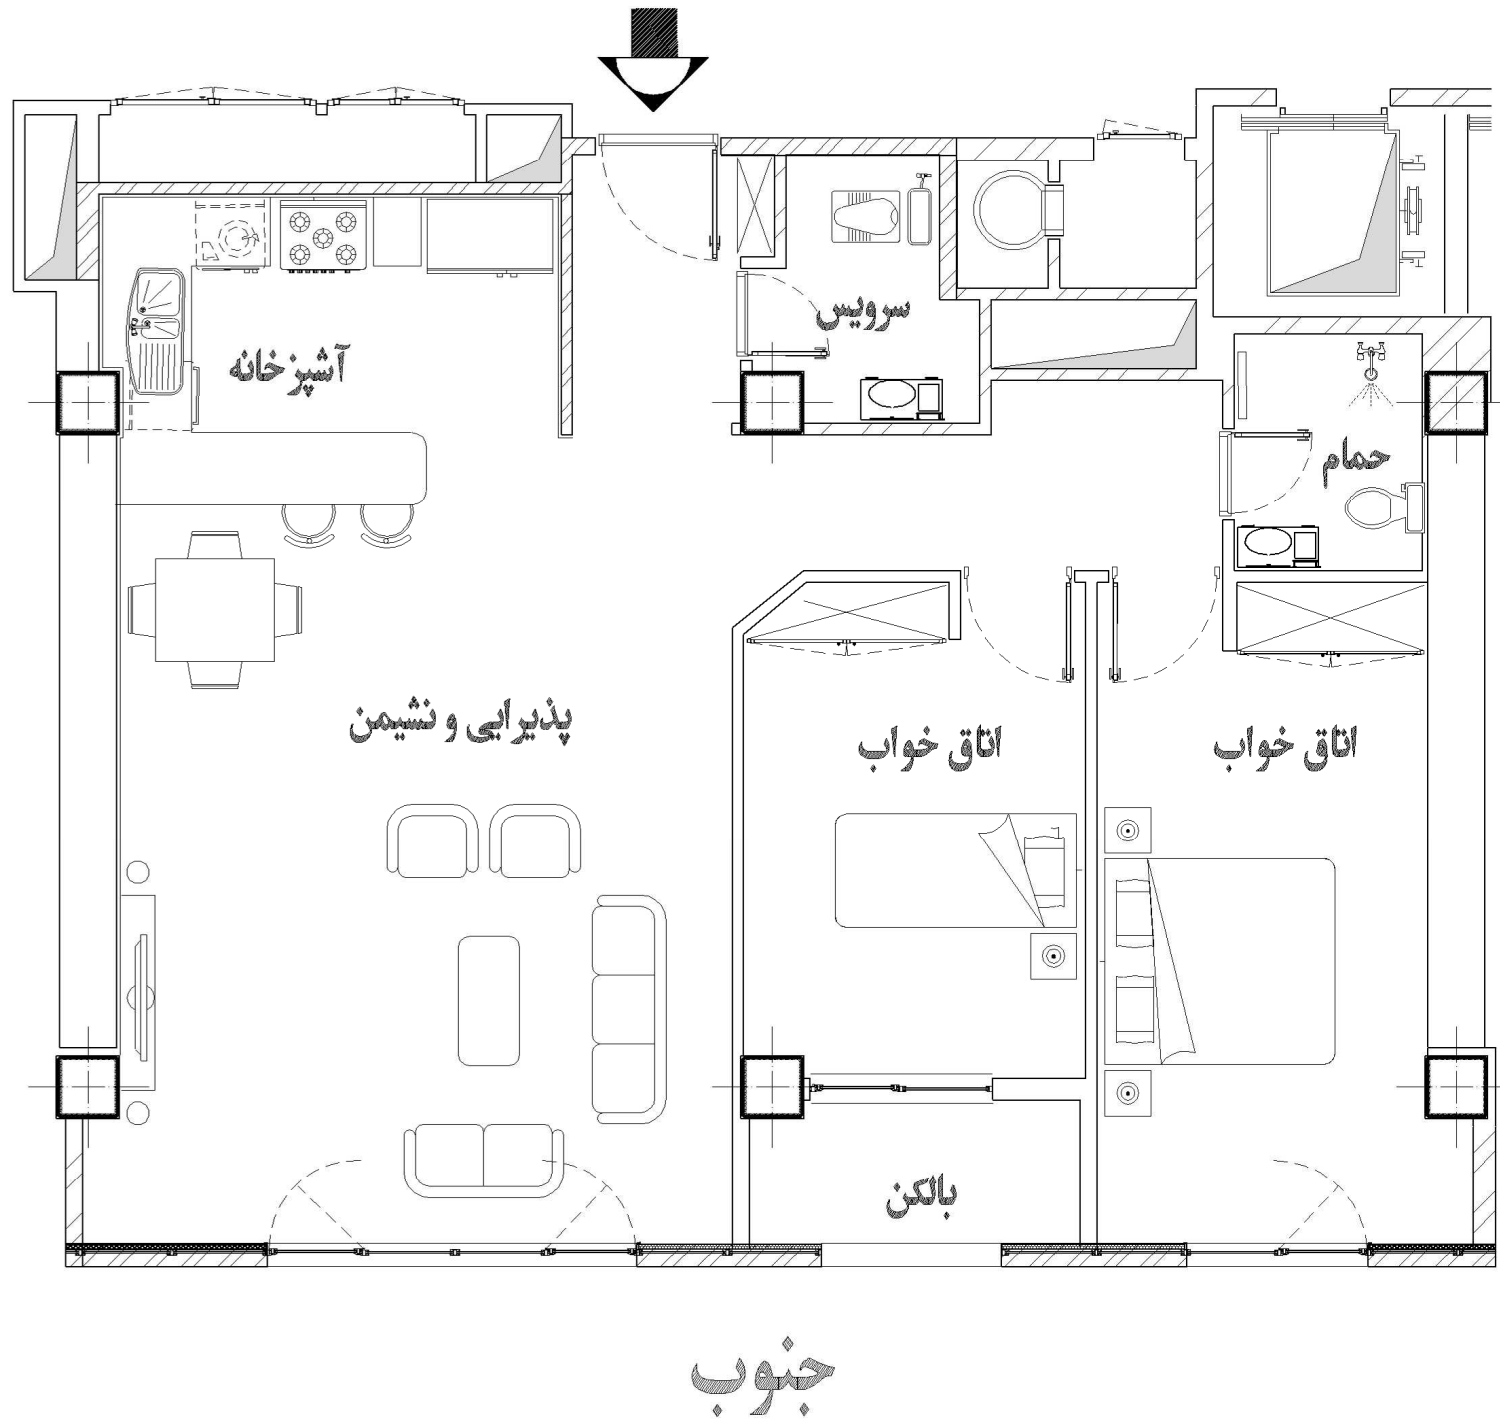 سرویس
آشپزخانه
حمام
پذیرایی و نشیمن
اتاق خواب
اتاق خواب
بالکن
جنوب